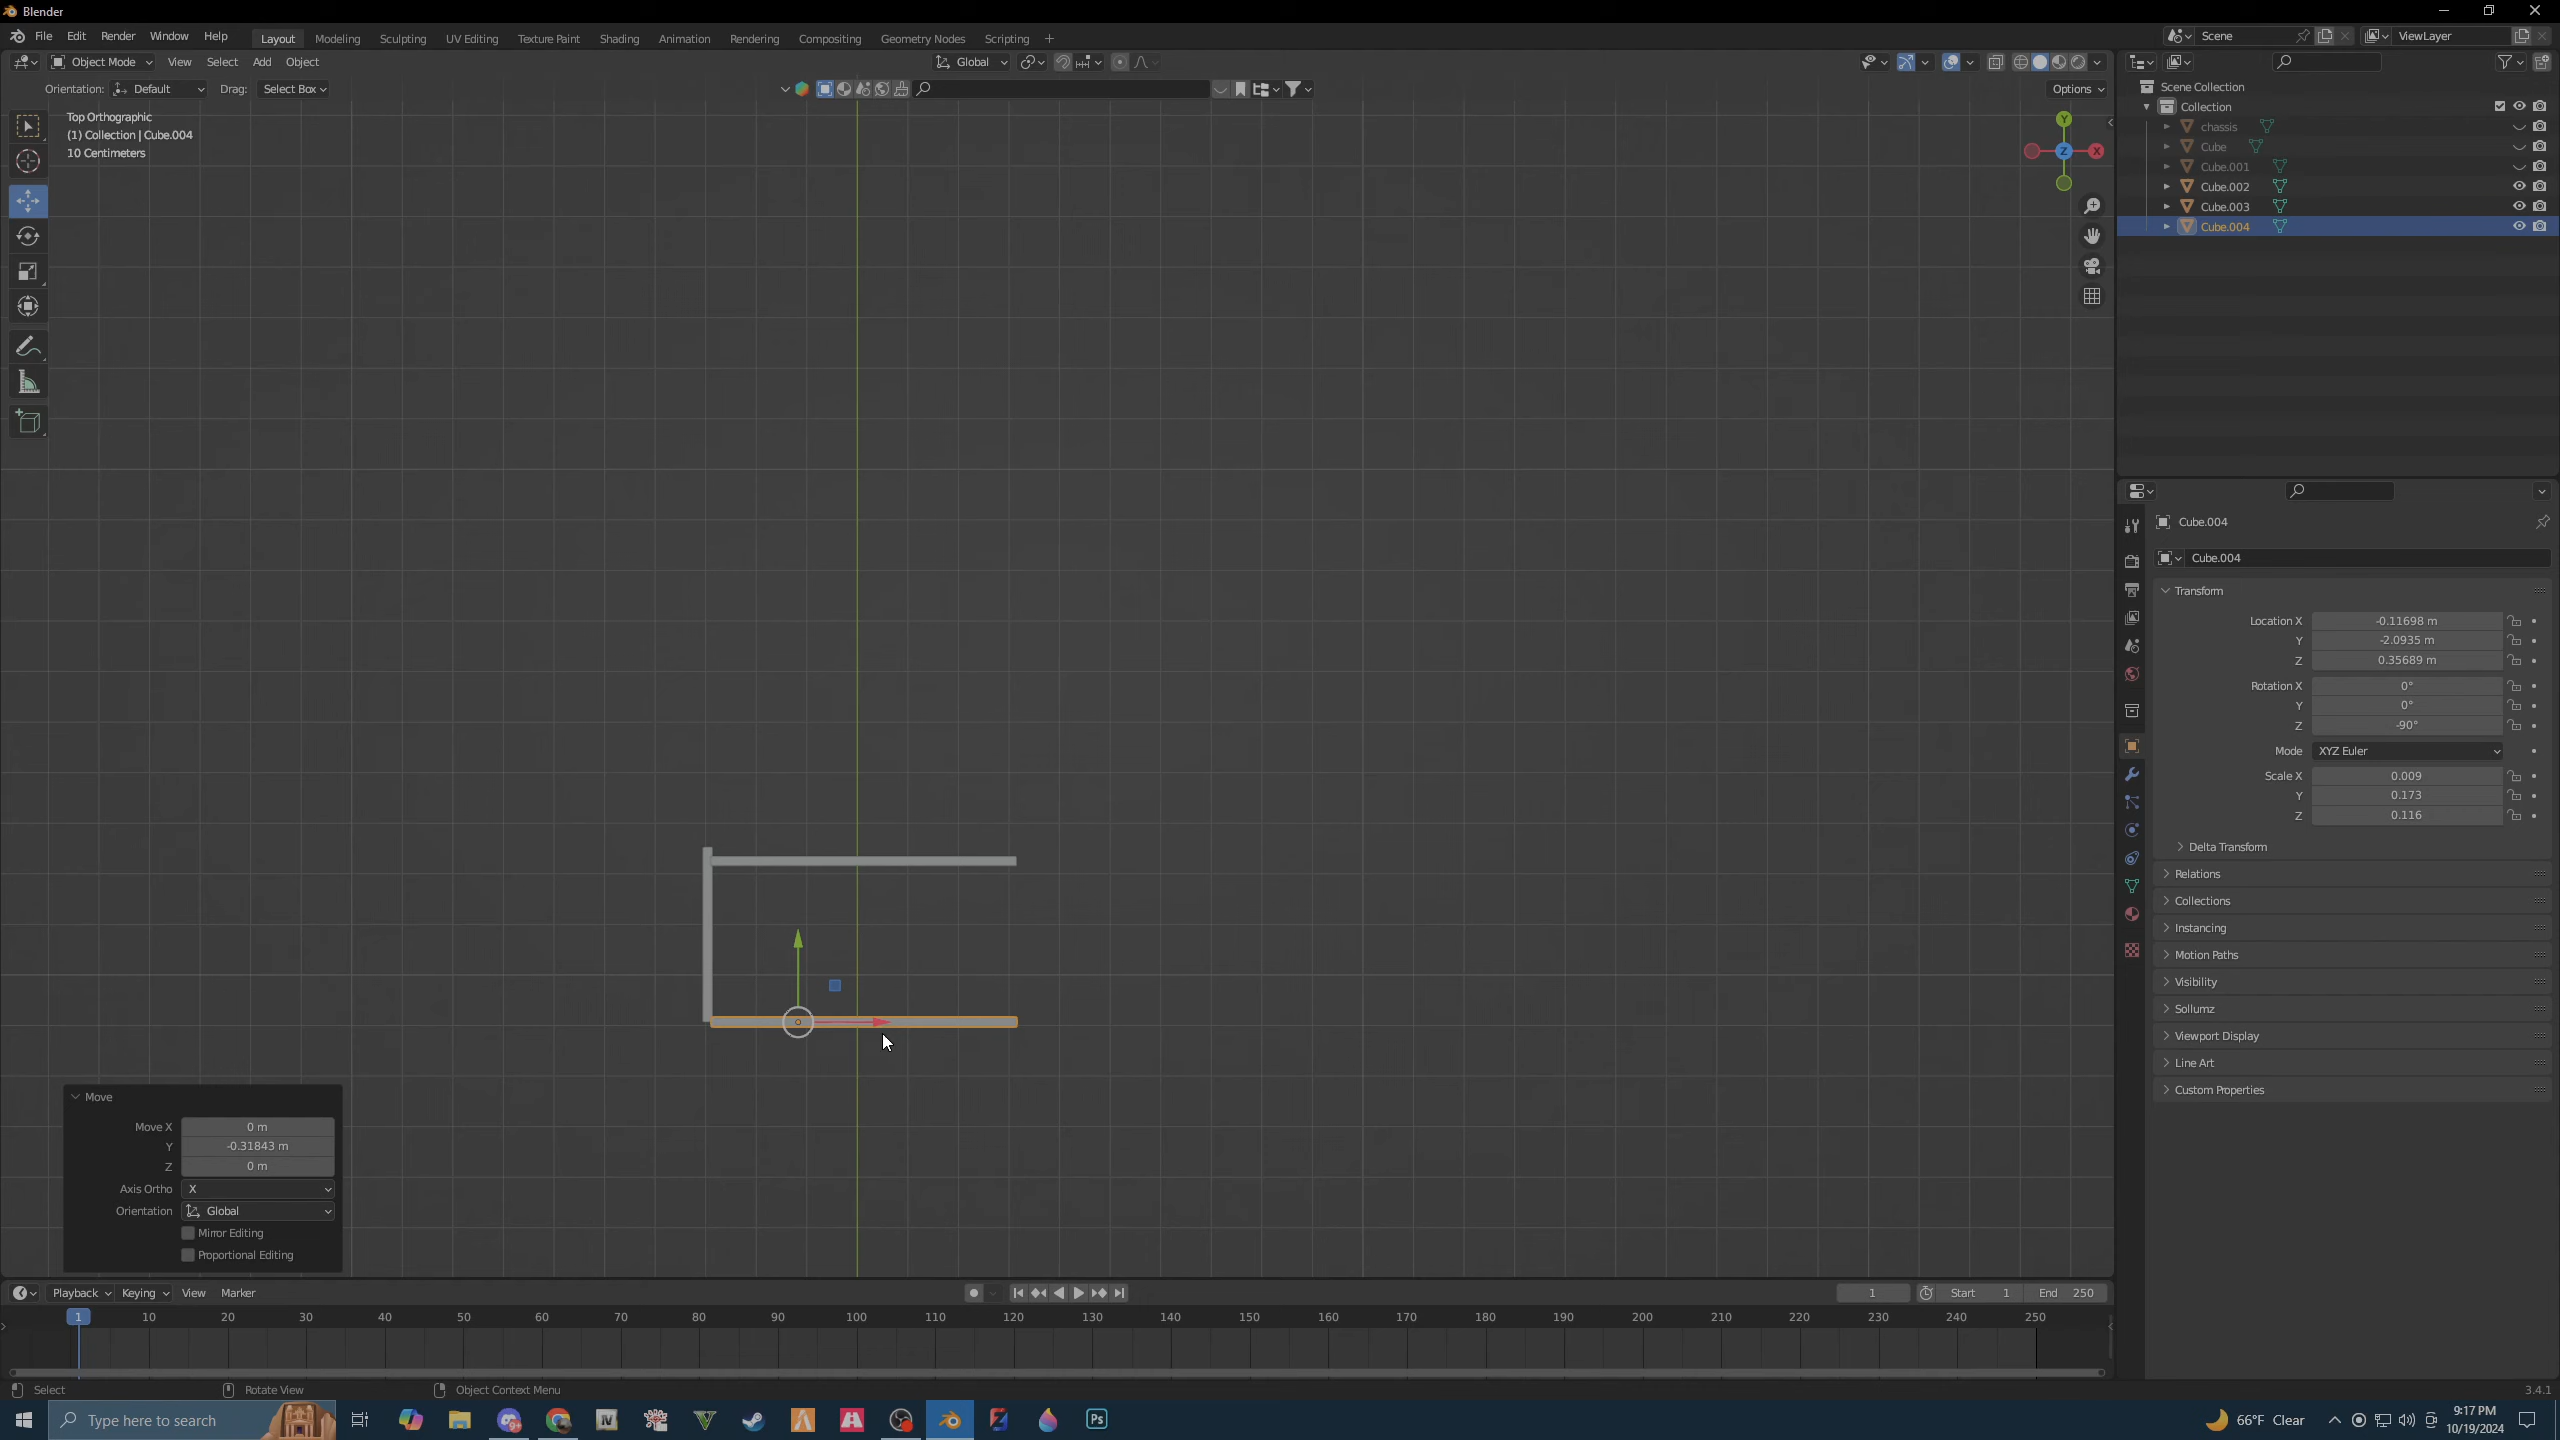 Blender
File Edit Render Window Help Layout Modeling Sculpting UV Editing Texture Paint Shading Animation Rendering Compositing Geometry Nodes Scripting + Scene ViewLayer
Object Mode View Select Add Object Global
Orientation: Default Drag: Select Box Options
Top Orthographic
(1) Collection | Cube.004
10 Centimeters
Y
Z
X
Scene Collection
Collection
chassis
Cube
Cube.001
Cube.002
Cube.003
Cube.004
Cube.004
Cube.004
Transform
Location X -0.11698 m
Y -2.0935 m
Z 0.35689 m
Rotation X 0°
Y 0°
Z -90°
Mode XYZ Euler
Scale X 0.009
Y 0.173
Z 0.116
Delta Transform
Relations
Collections
Instancing
Motion Paths
Visibility
Sollumz
Viewport Display
Line Art
Custom Properties
Move
Move X 0 m
Y -0.31843 m
Z 0 m
Axis Ortho X
Orientation Global
Mirror Editing
Proportional Editing
Playback Keying View Marker 1 Start 1 End 250
1 10 20 30 40 50 60 70 80 90 100 110 120 130 140 150 160 170 180 190 200 210 220 230 240 250
Select Rotate View Object Context Menu 3.4.1
Type here to search Ps 66°F Clear 9:17 PM
10/19/2024